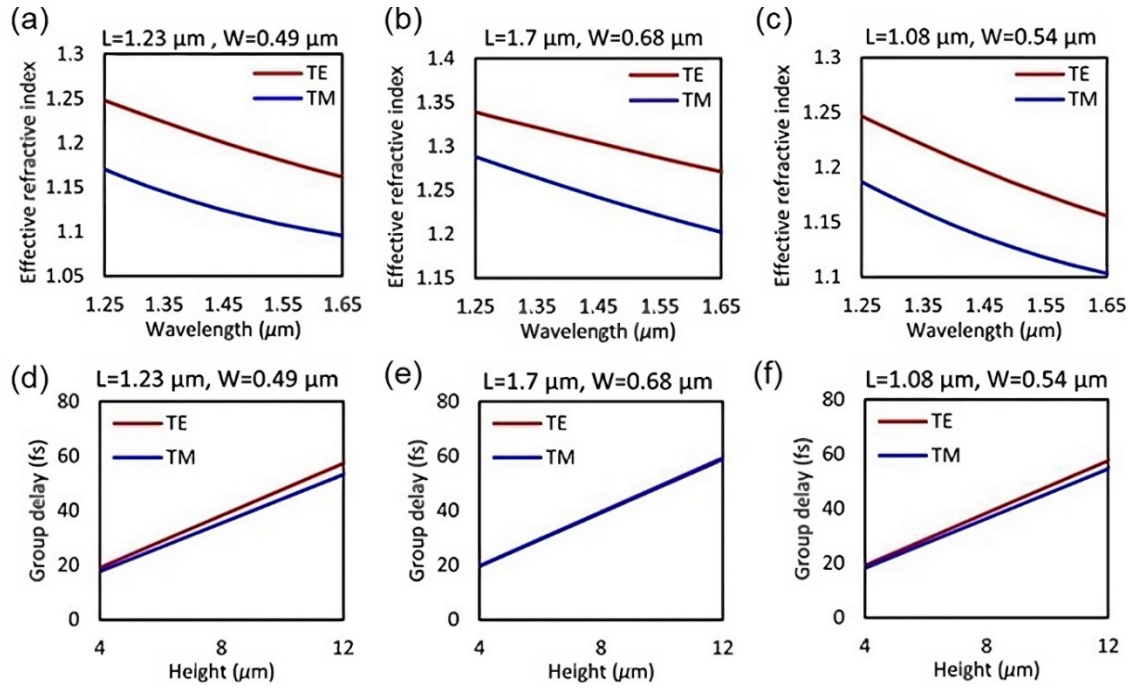 (a)
L=1.23 μm , W=0.49 μm
Effective refractive index
1.3
1.25
1.2
1.15
1.1
1.05
TE
TM
1.25 1.35 1.45 1.55 1.65
Wavelength (μm)
(b)
L=1.7 μm, W=0.68 μm
Effective refractive index
1.4
1.35
1.3
1.25
1.2
1.15
TE
TM
1.25 1.35 1.45 1.55 1.65
Wavelength (μm)
(c)
L=1.08 μm, W=0.54 μm
Effective refractive index
1.3
1.25
1.2
1.15
1.1
TE
TM
1.25 1.35 1.45 1.55 1.65
Wavelength (μm)
(d)
L=1.23 μm, W=0.49 μm
Group delay (fs)
80
60
40
20
0
TE
TM
4 8 12
Height (μm)
(e)
L=1.7 μm, W=0.68 μm
Group delay (fs)
80
60
40
20
0
TE
TM
4 8 12
Height (μm)
(f)
L=1.08 μm, W=0.54 μm
Group delay (fs)
80
60
40
20
0
TE
TM
4 8 12
Height (μm)